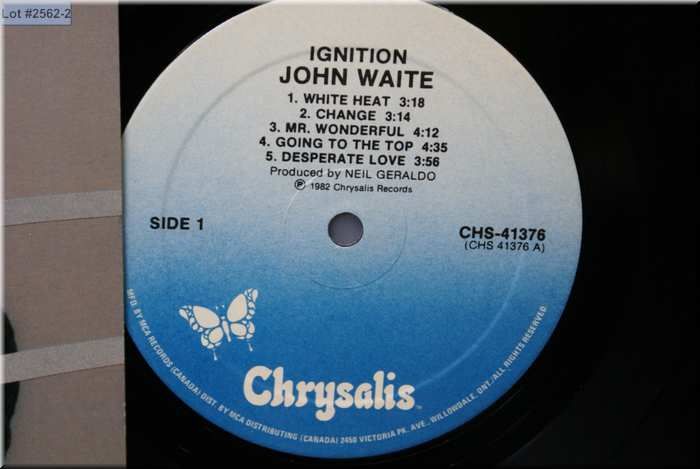 Lot #2562-2
IGNITION
JOHN WAITE
1. WHITE HEAT 3:18
2. CHANGE 3:14
3. MR. WONDERFUL 4:12
4. GOING TO THE TOP 4:35
5. DESPERATE LOVE 3:56
Produced by NEIL GERALDO
℗ 1982 Chrysalis Records
SIDE 1
CHS-41376
(CHS 41376 A)
Chrysalis™
MFD. BY MCA RECORDS (CANADA) DIST. BY MCA DISTRIBUTING (CANADA) 2450 VICTORIA PK. AVE., WILLOWDALE, ONT./ALL RIGHTS RESERVED.